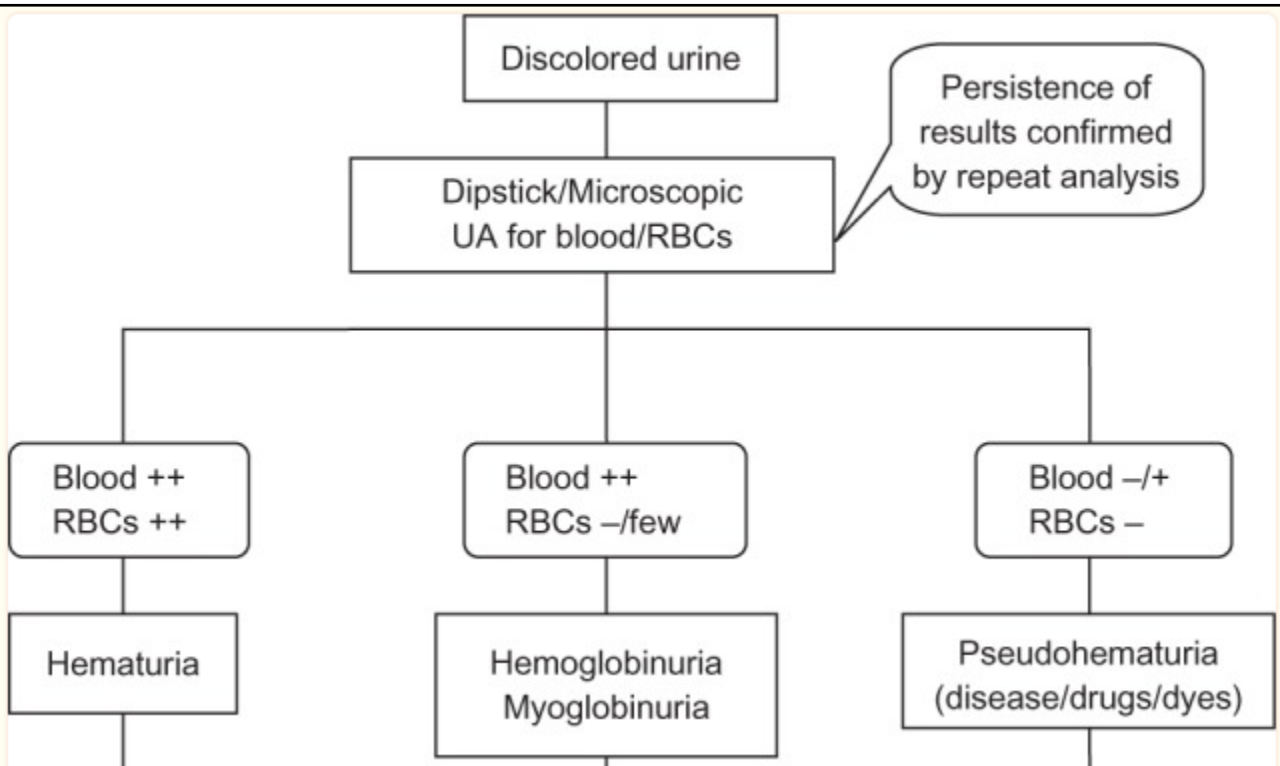 Discolored urine
Persistence of
results confirmed
by repeat analysis
Dipstick/Microscopic
UA for blood/RBCs
Blood ++
RBCs ++
Blood ++
RBCs –/few
Blood –/+
RBCs –
Hematuria
Hemoglobinuria
Myoglobinuria
Pseudohematuria
(disease/drugs/dyes)